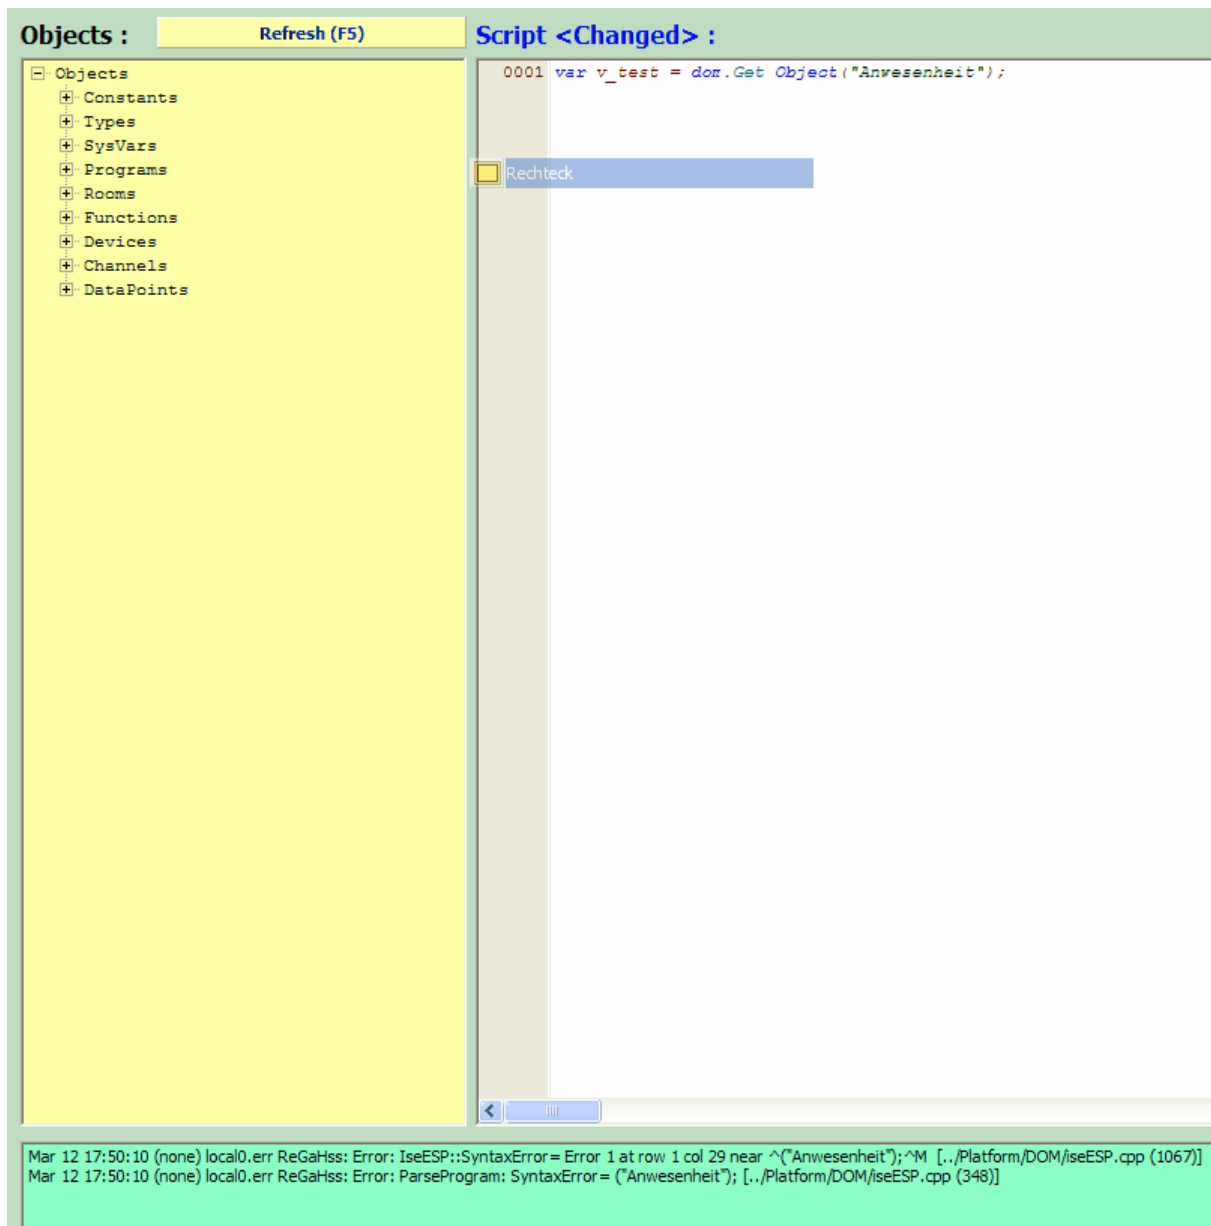 Objects :
Refresh (F5)
Script <Changed> :
Objects
Constants
Types
SysVars
Programs
Rooms
Functions
Devices
Channels
DataPoints
0001 var v_test = dom.Get Object("Anwesenheit");
Rechteck
Mar 12 17:50:10 (none) local0.err ReGaHss: Error: IseESP::SyntaxError= Error 1 at row 1 col 29 near ^("Anwesenheit");^M [../Platform/DOM/iseESP.cpp (1067)]
Mar 12 17:50:10 (none) local0.err ReGaHss: Error: ParseProgram: SyntaxError= ("Anwesenheit"); [../Platform/DOM/iseESP.cpp (348)]